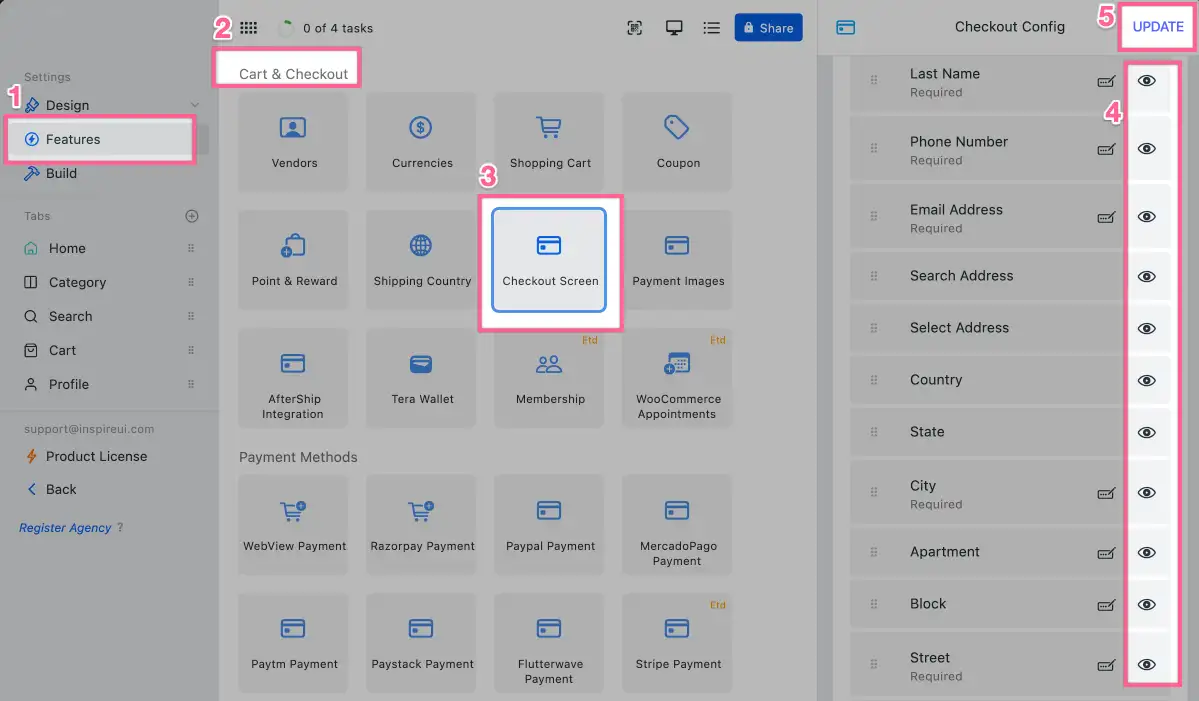 2
0 of 4 tasks
Share
Checkout Config
5
UPDATE
Settings
1
Design
Features
Build
Tabs
Home
Category
Search
Cart
Profile
support@inspireui.com
Product License
Back
Register Agency ?
Cart & Checkout
Vendors
Currencies
$
Shopping Cart
Coupon
3
Point & Reward
Shipping Country
Checkout Screen
Payment Images
AfterShip
Integration
Tera Wallet
Etd
Membership
Etd
WooCommerce
Appointments
Payment Methods
WebView Payment
Razorpay Payment
Paypal Payment
MercadoPago
Payment
Paytm Payment
Paystack Payment
Flutterwave
Payment
Etd
Stripe Payment
4
Last Name
Required
Phone Number
Required
Email Address
Required
Search Address
Select Address
Country
State
City
Required
Apartment
Block
Street
Required